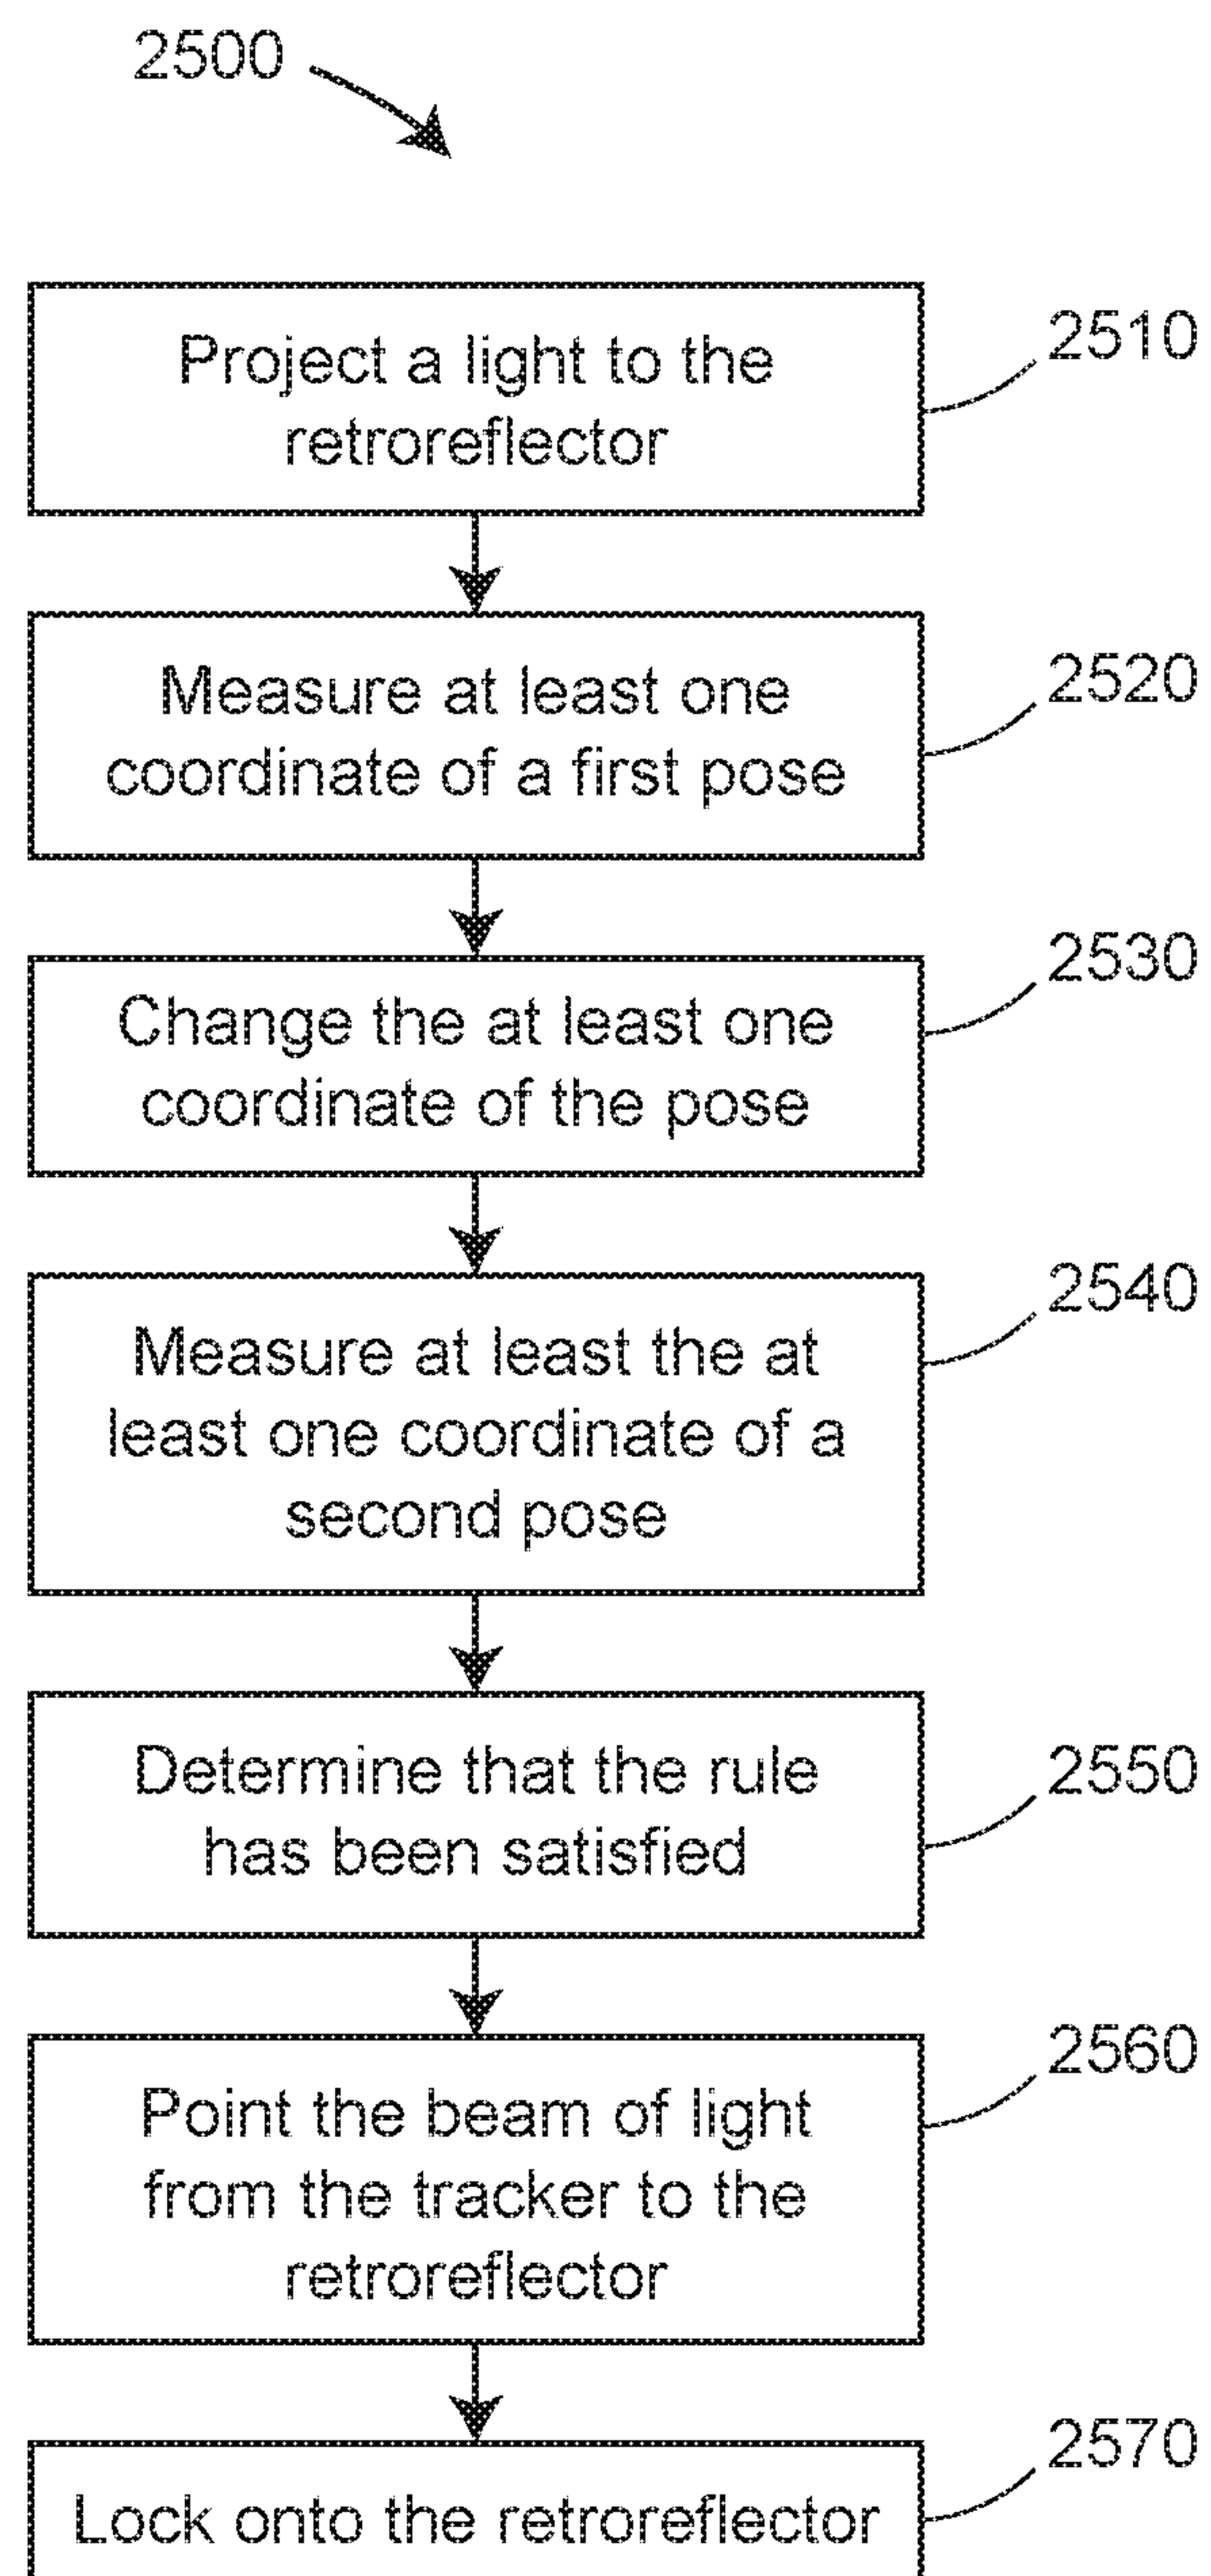 2500
Project a light to the
retroreflector
2510
Measure at least one
coordinate of a first pose
2520
Change the at least one
coordinate of the pose
2530
Measure at least the at
least one coordinate of a
second pose
2540
Determine that the rule
has been satisfied
2550
Point the beam of light
from the tracker to the
retroreflector
2560
Lock onto the retroreflector
2570